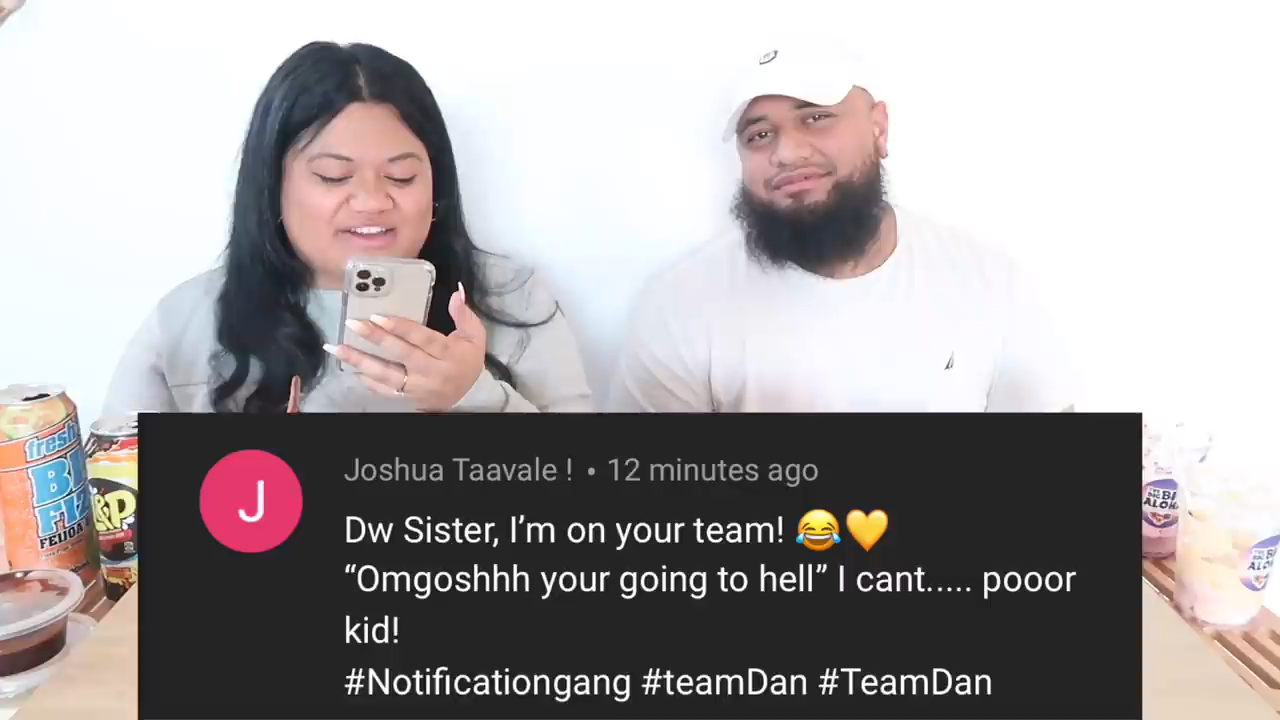 Joshua Taavale ! • 12 minutes ago
J
Dw Sister, I’m on your team! 😂💛
“Omgoshhh your going to hell” I cant..... pooor
kid!
#Notificationgang #teamDan #TeamDan
fresh
FEIJOA